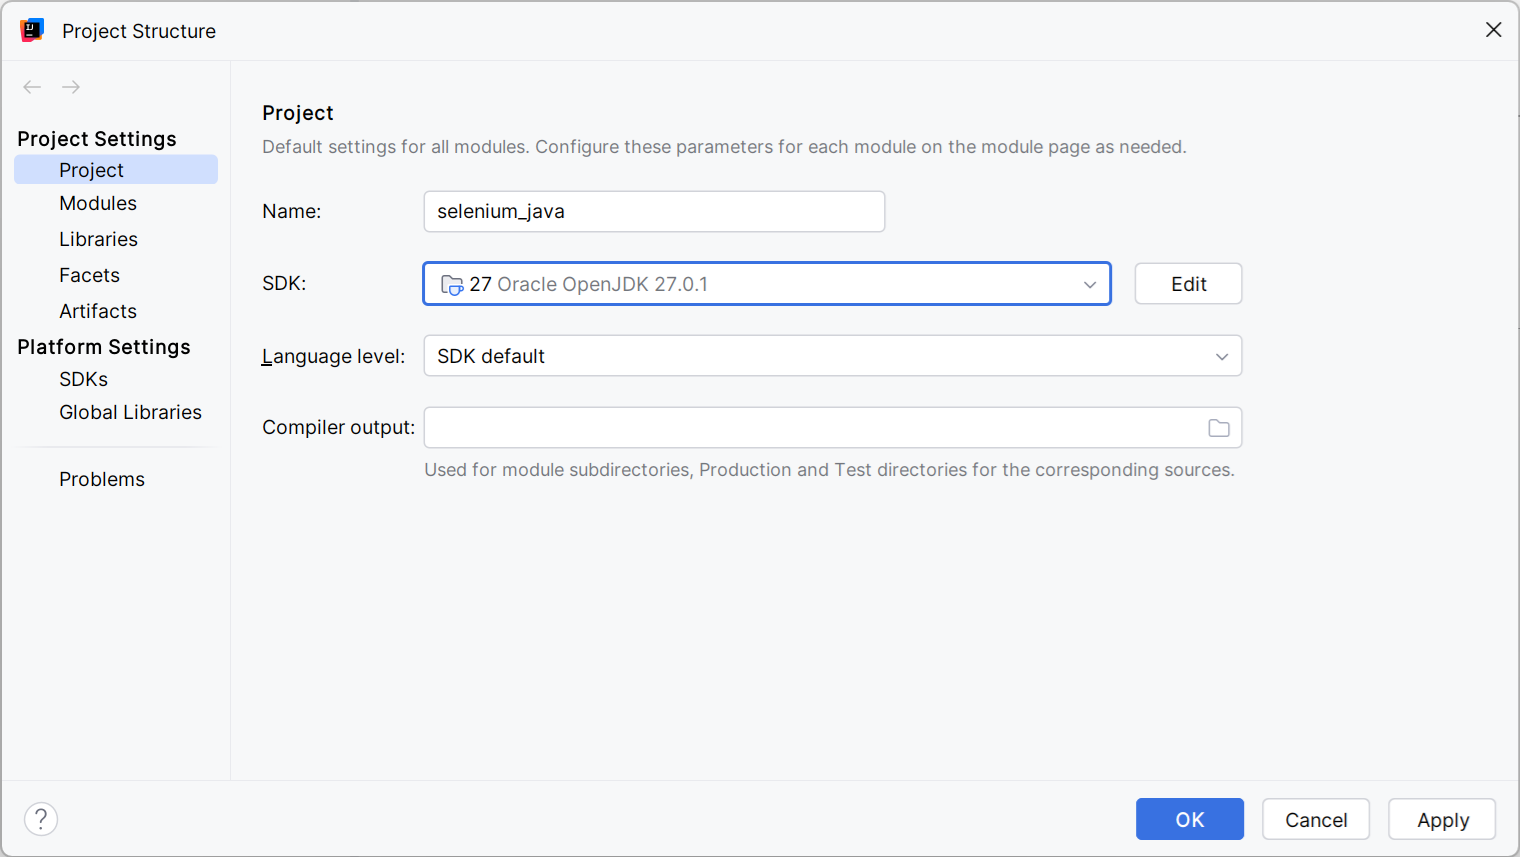 Project Structure
Project Settings
Project
Modules
Libraries
Facets
Artifacts
Platform Settings
SDKs
Global Libraries
Problems
Project
Default settings for all modules. Configure these parameters for each module on the module page as needed.
Name: selenium_java
SDK: 27 Oracle OpenJDK 27.0.1 Edit
Language level: SDK default
Compiler output:
Used for module subdirectories, Production and Test directories for the corresponding sources.
? OK Cancel Apply